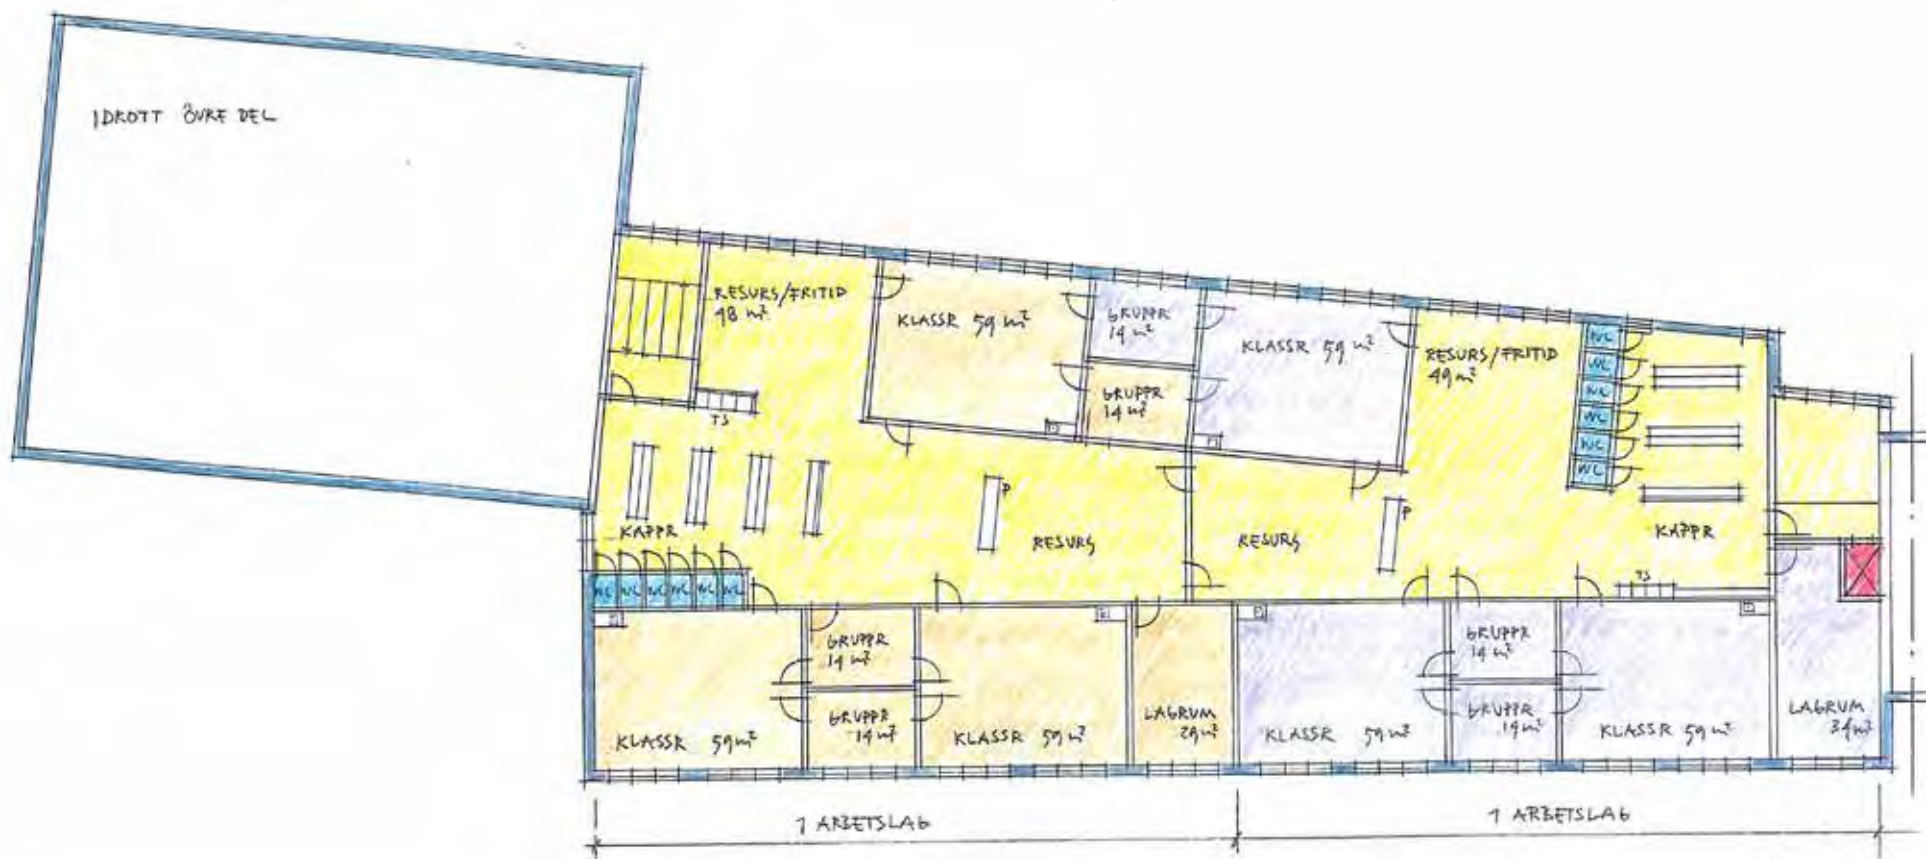 IDROTT ÖVRE DEL
RESURS/FRITID
48 m²
KLASSR 59 m²
GRUPPR
14 m²
GRUPPR
14 m²
KLASSR 59 m²
RESURS/FRITID
49 m²
WC
WC
WC
WC
WC
WC
TS
KAPPR
P
RESURS
RESURS
P
KAPPR
WC WC WC WC WC WC
TS
GRUPPR
14 m²
GRUPPR
14 m²
KLASSR 59 m²
KLASSR 59 m²
LAGRUM
29 m²
KLASSR 59 m²
GRUPPR
14 m²
GRUPPR
14 m²
KLASSR 59 m²
LAGRUM
34 m²
1 ARBETSLAG
1 ARBETSLAG